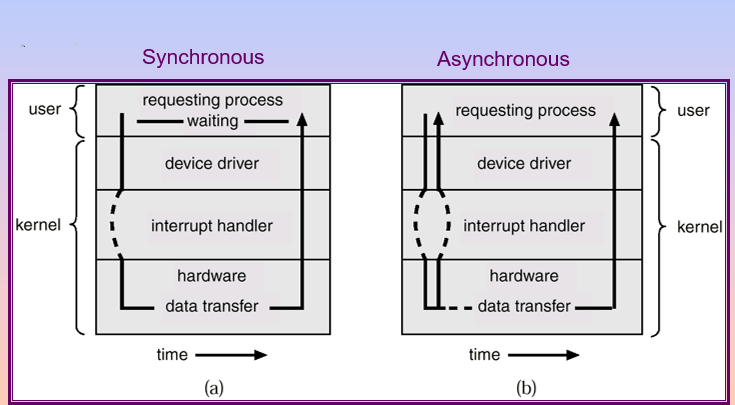 Synchronous
Asynchronous
user
requesting process
waiting
device driver
kernel
interrupt handler
hardware
data transfer
time
(a)
requesting process
user
device driver
interrupt handler
kernel
hardware
data transfer
time
(b)